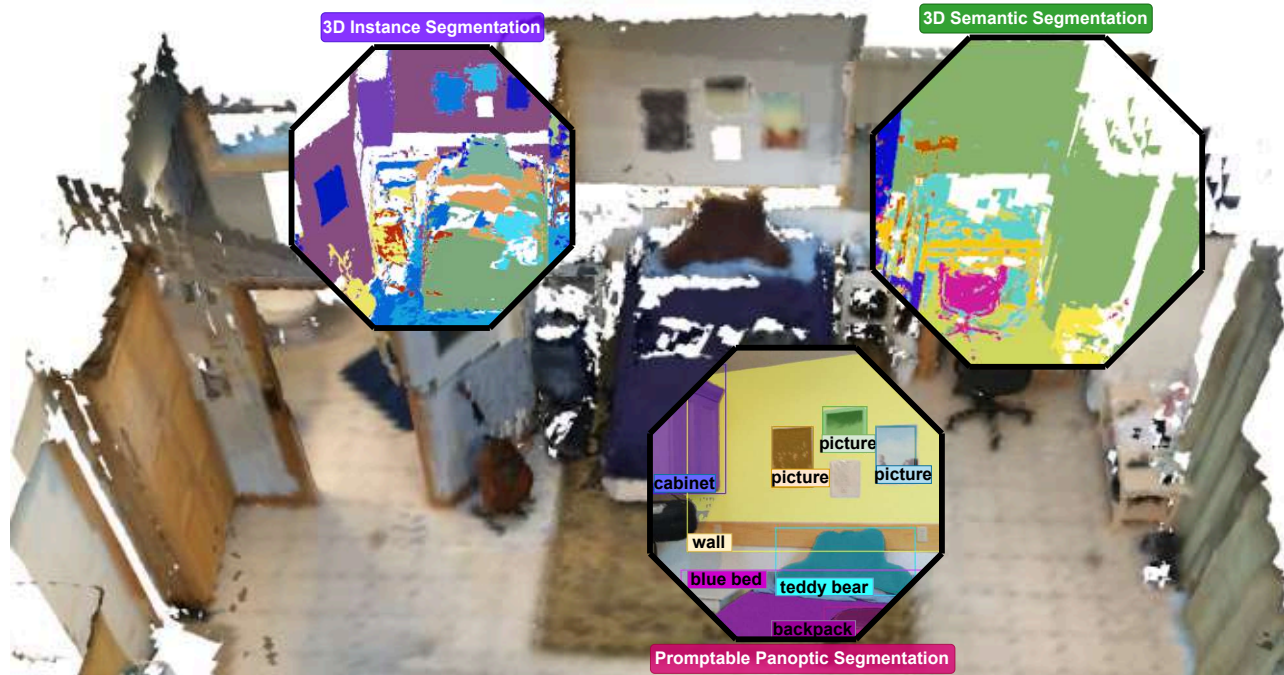 3D Instance Segmentation
3D Semantic Segmentation
picture
picture
picture
cabinet
wall
blue bed
teddy bear
backpack
Promptable Panoptic Segmentation